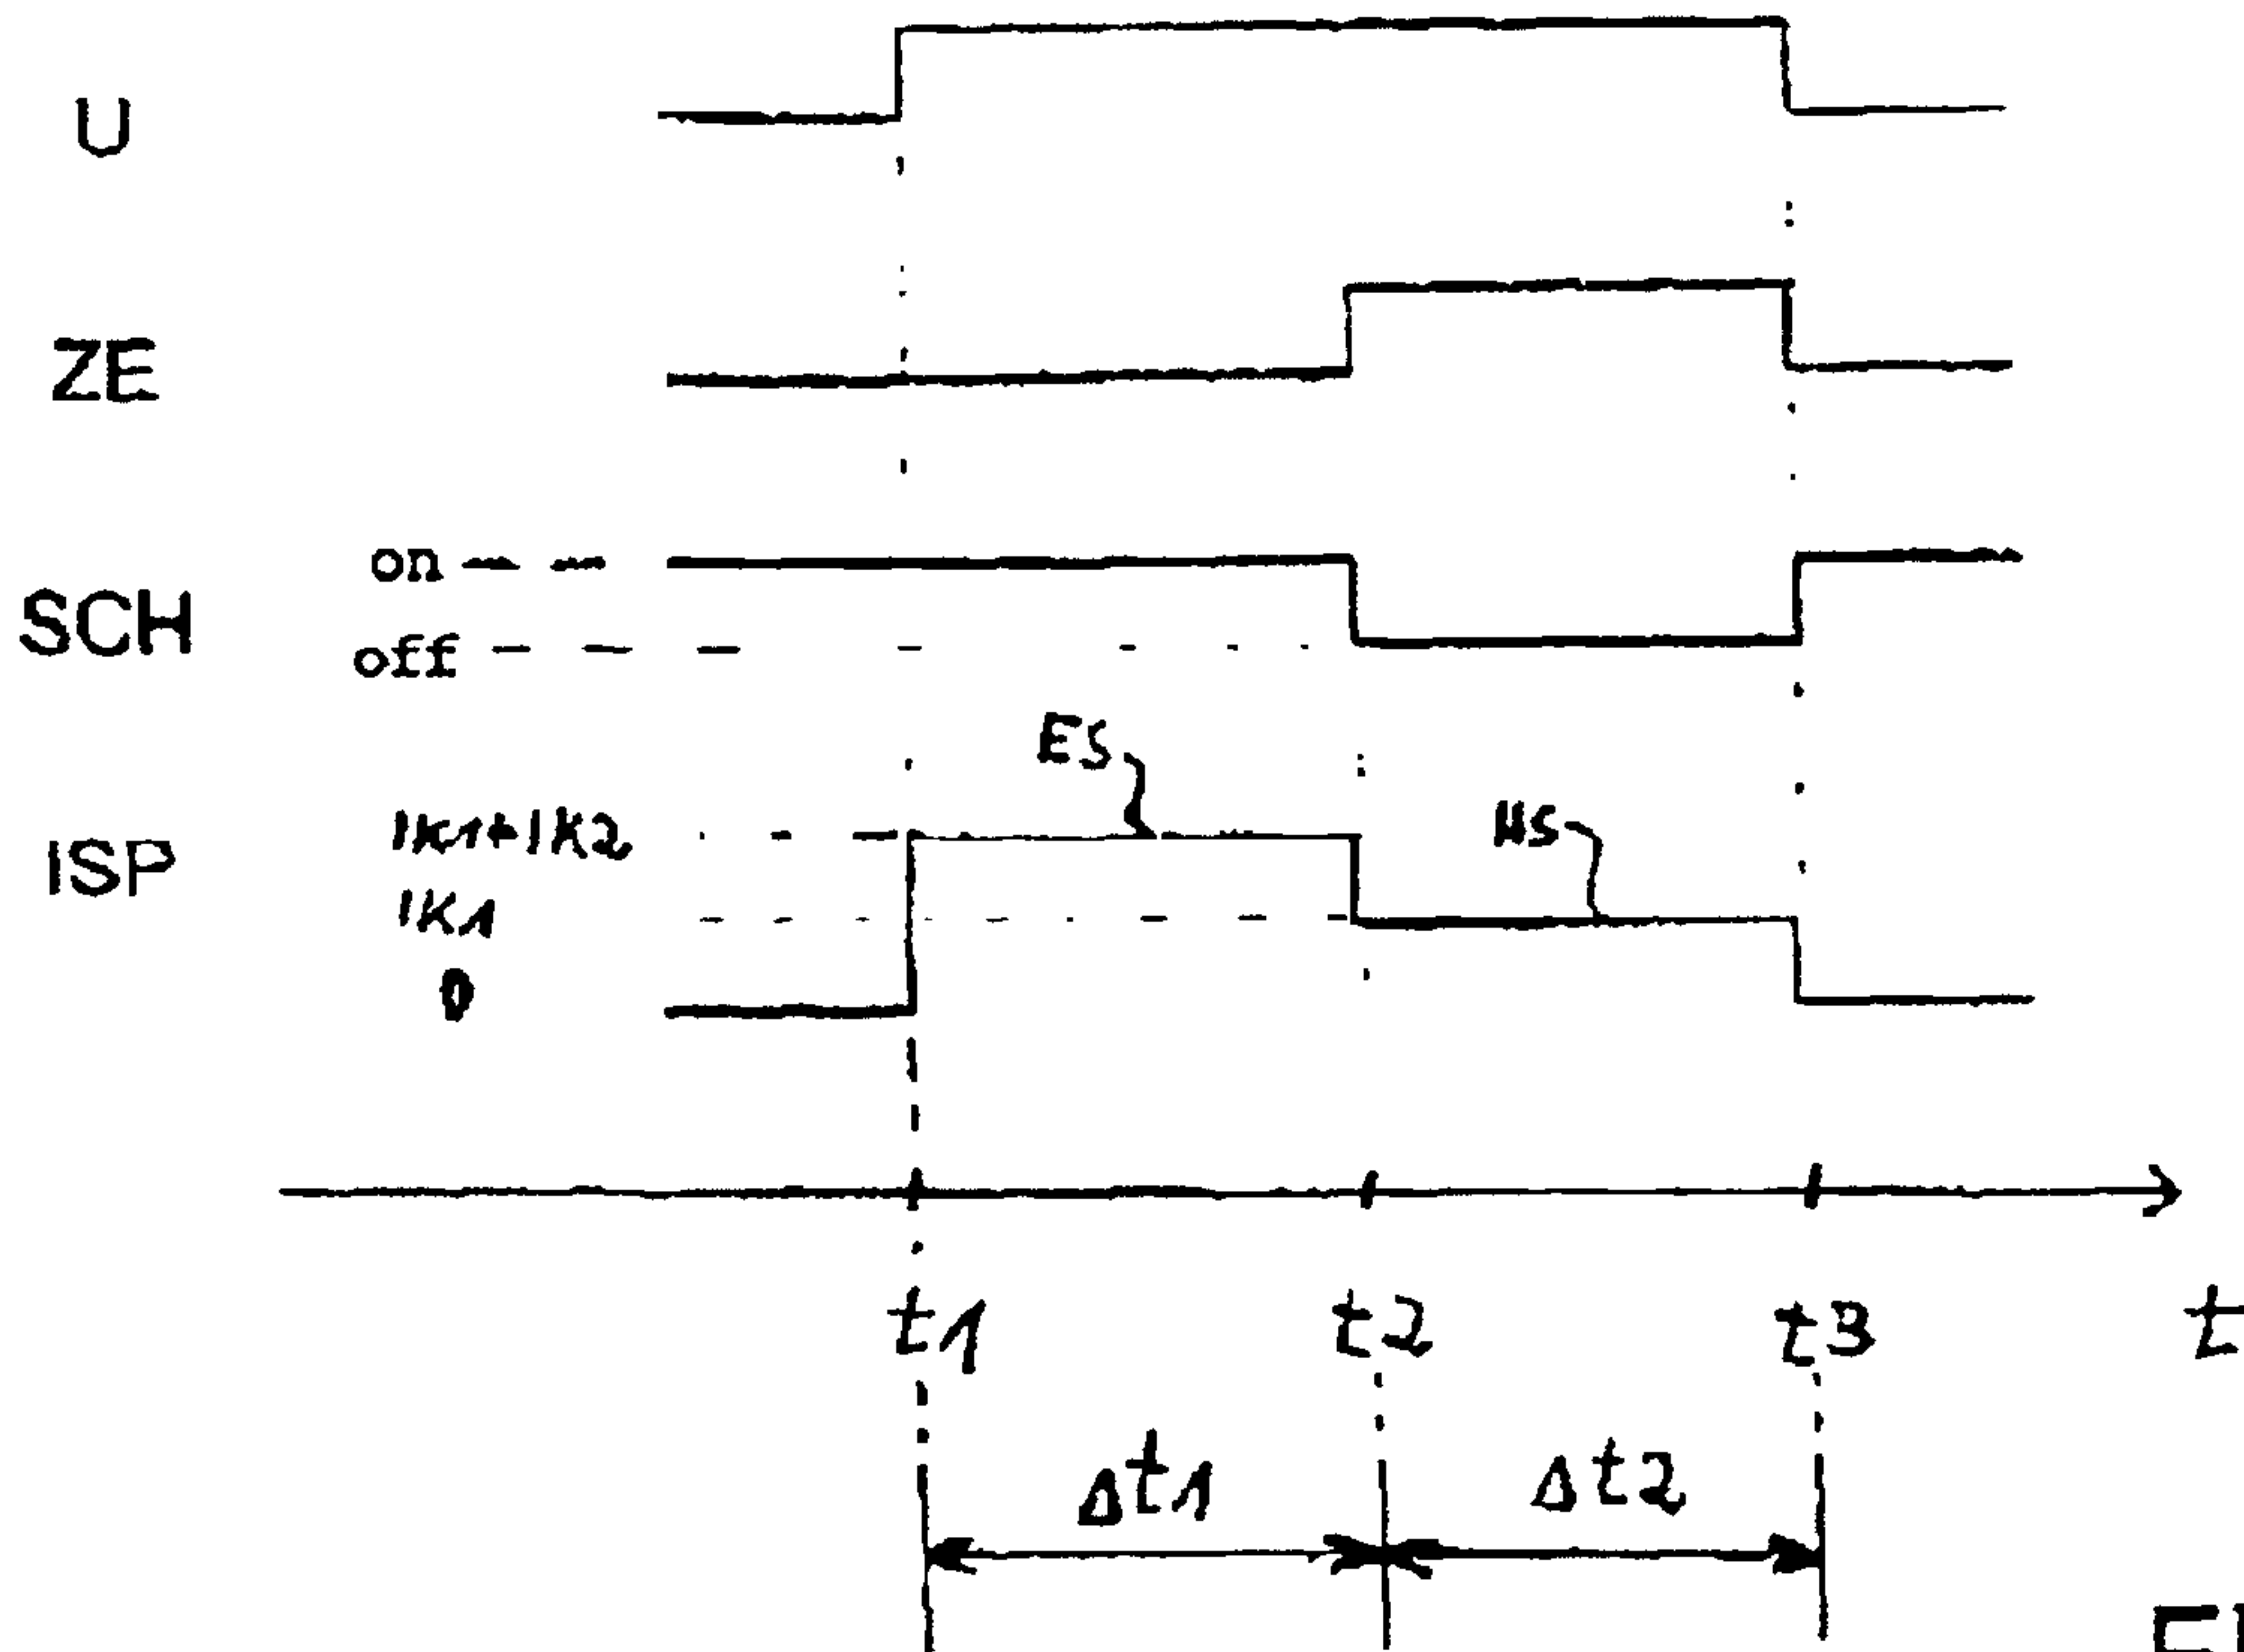 U
ZE
on
SCH
off
ES
IK1+IK2
HS
ISP
IK1
0
t1 t2 t3 t
Δt1 Δt2